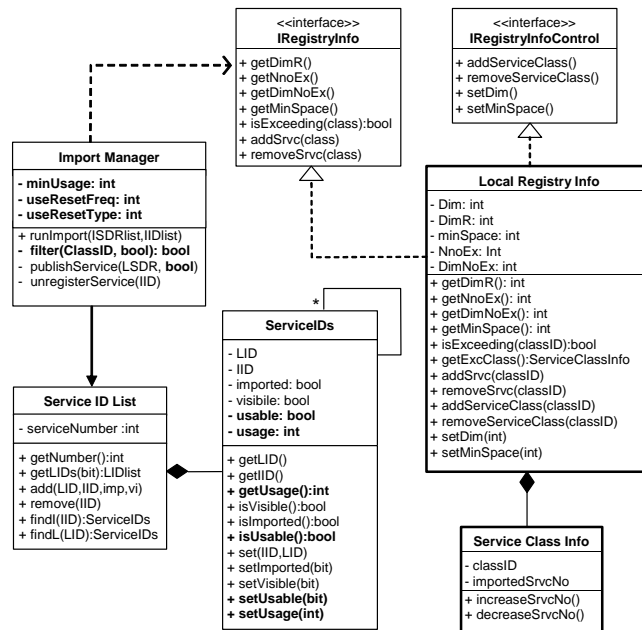 <<interface>>
IRegistryInfo
+ getDimR()
+ getNnoEx()
+ getDimNoEx()
+ getMinSpace()
+ isExceeding(class):bool
+ addSrvc(class)
+ removeSrvc(class)
<<interface>>
IRegistryInfoControl
+ addServiceClass()
+ removeServiceClass()
+ setDim()
+ setMinSpace()
Import Manager
- minUsage: int
- useResetFreq: int
- useResetType: int
+ runImport(ISDRlist,IIDlist)
- filter(ClassID, bool): bool
- publishService(LSDR, bool)
- unregisterService(IID)
Local Registry Info
- Dim: int
- DimR: int
- minSpace: int
- NnoEx: Int
- DimNoEx: int
+ getDimR(): int
+ getNnoEx(): int
+ getDimNoEx(): int
+ getMinSpace(): int
+ isExceeding(classID):bool
+ getExcClass():ServiceClassInfo
+ addSrvc(classID)
+ removeSrvc(classID)
+ addServiceClass(classID)
+ removeServiceClass(classID)
+ setDim(int)
+ setMinSpace(int)
*
ServiceIDs
- LID
- IID
- imported: bool
- visible: bool
- usable: bool
- usage: int
+ getLID()
+ getIID()
+ getUsage():int
+ isVisible():bool
+ isImported():bool
+ isUsable():bool
+ set(IID,LID)
+ setImported(bit)
+ setVisible(bit)
+ setUsable(bit)
+ setUsage(int)
Service ID List
- serviceNumber :int
+ getNumber():int
+ getLIDs(bit):LIDlist
+ add(LID,IID,imp,vi)
+ remove(IID)
+ findI(IID):ServiceIDs
+ findL(LID):ServiceIDs
Service Class Info
- classID
- importedSrvcNo
+ increaseSrvcNo()
+ decreaseSrvcNo()